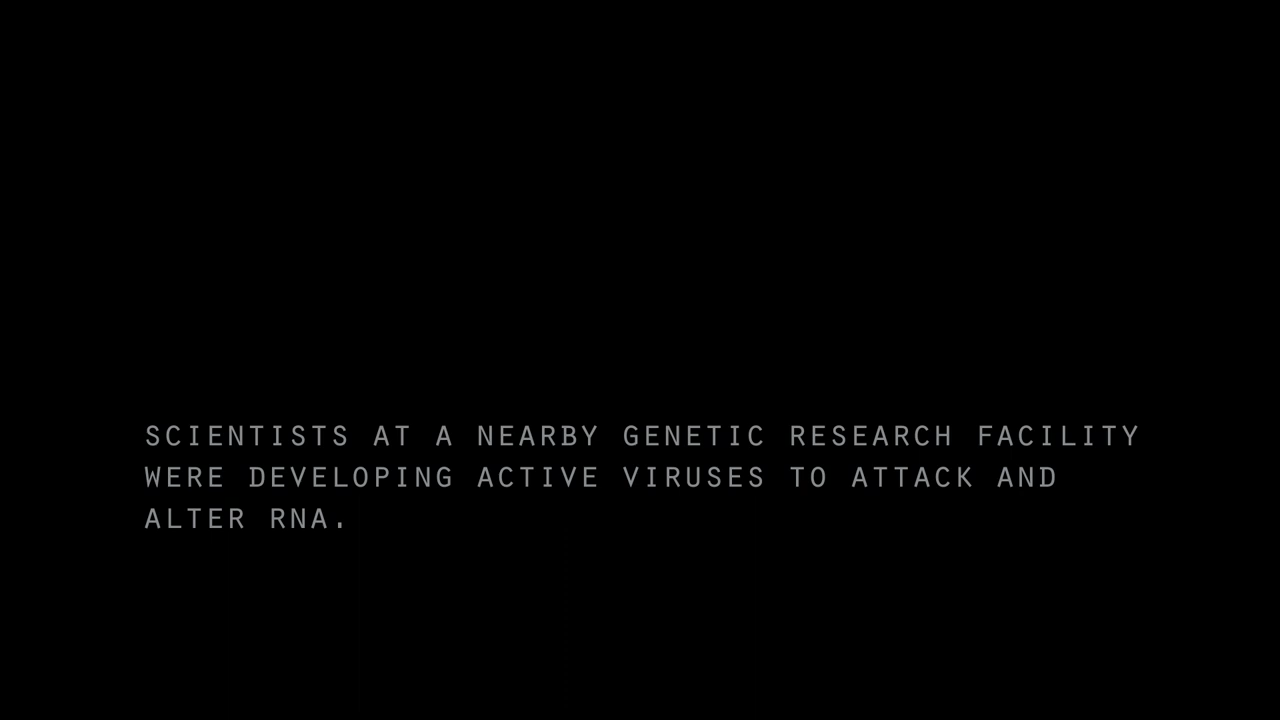 SCIENTISTS AT A NEARBY GENETIC RESEARCH FACILITY
WERE DEVELOPING ACTIVE VIRUSES TO ATTACK AND
ALTER RNA.